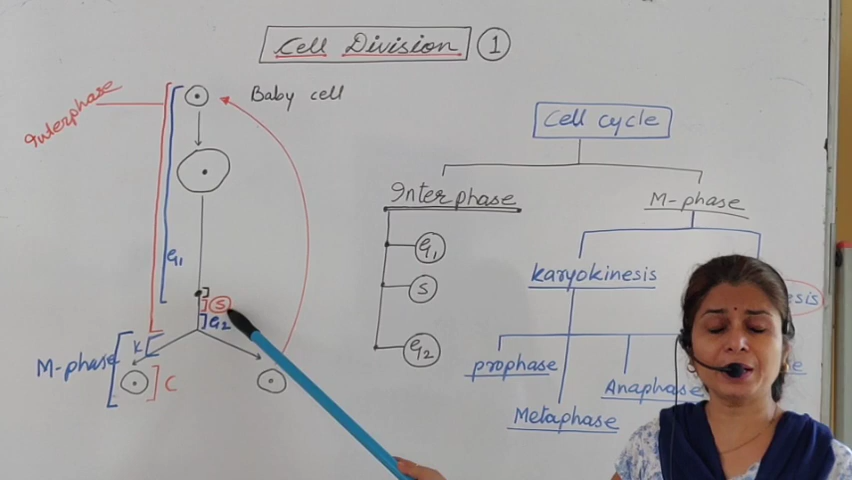 Cell Division 1
Interphase
Baby cell
Cell cycle
Interphase
M-phase
G1
G1
S
karyokinesis
esis
S
G2
G2
M-phase
K
C
prophase
Anaphase
Metaphase